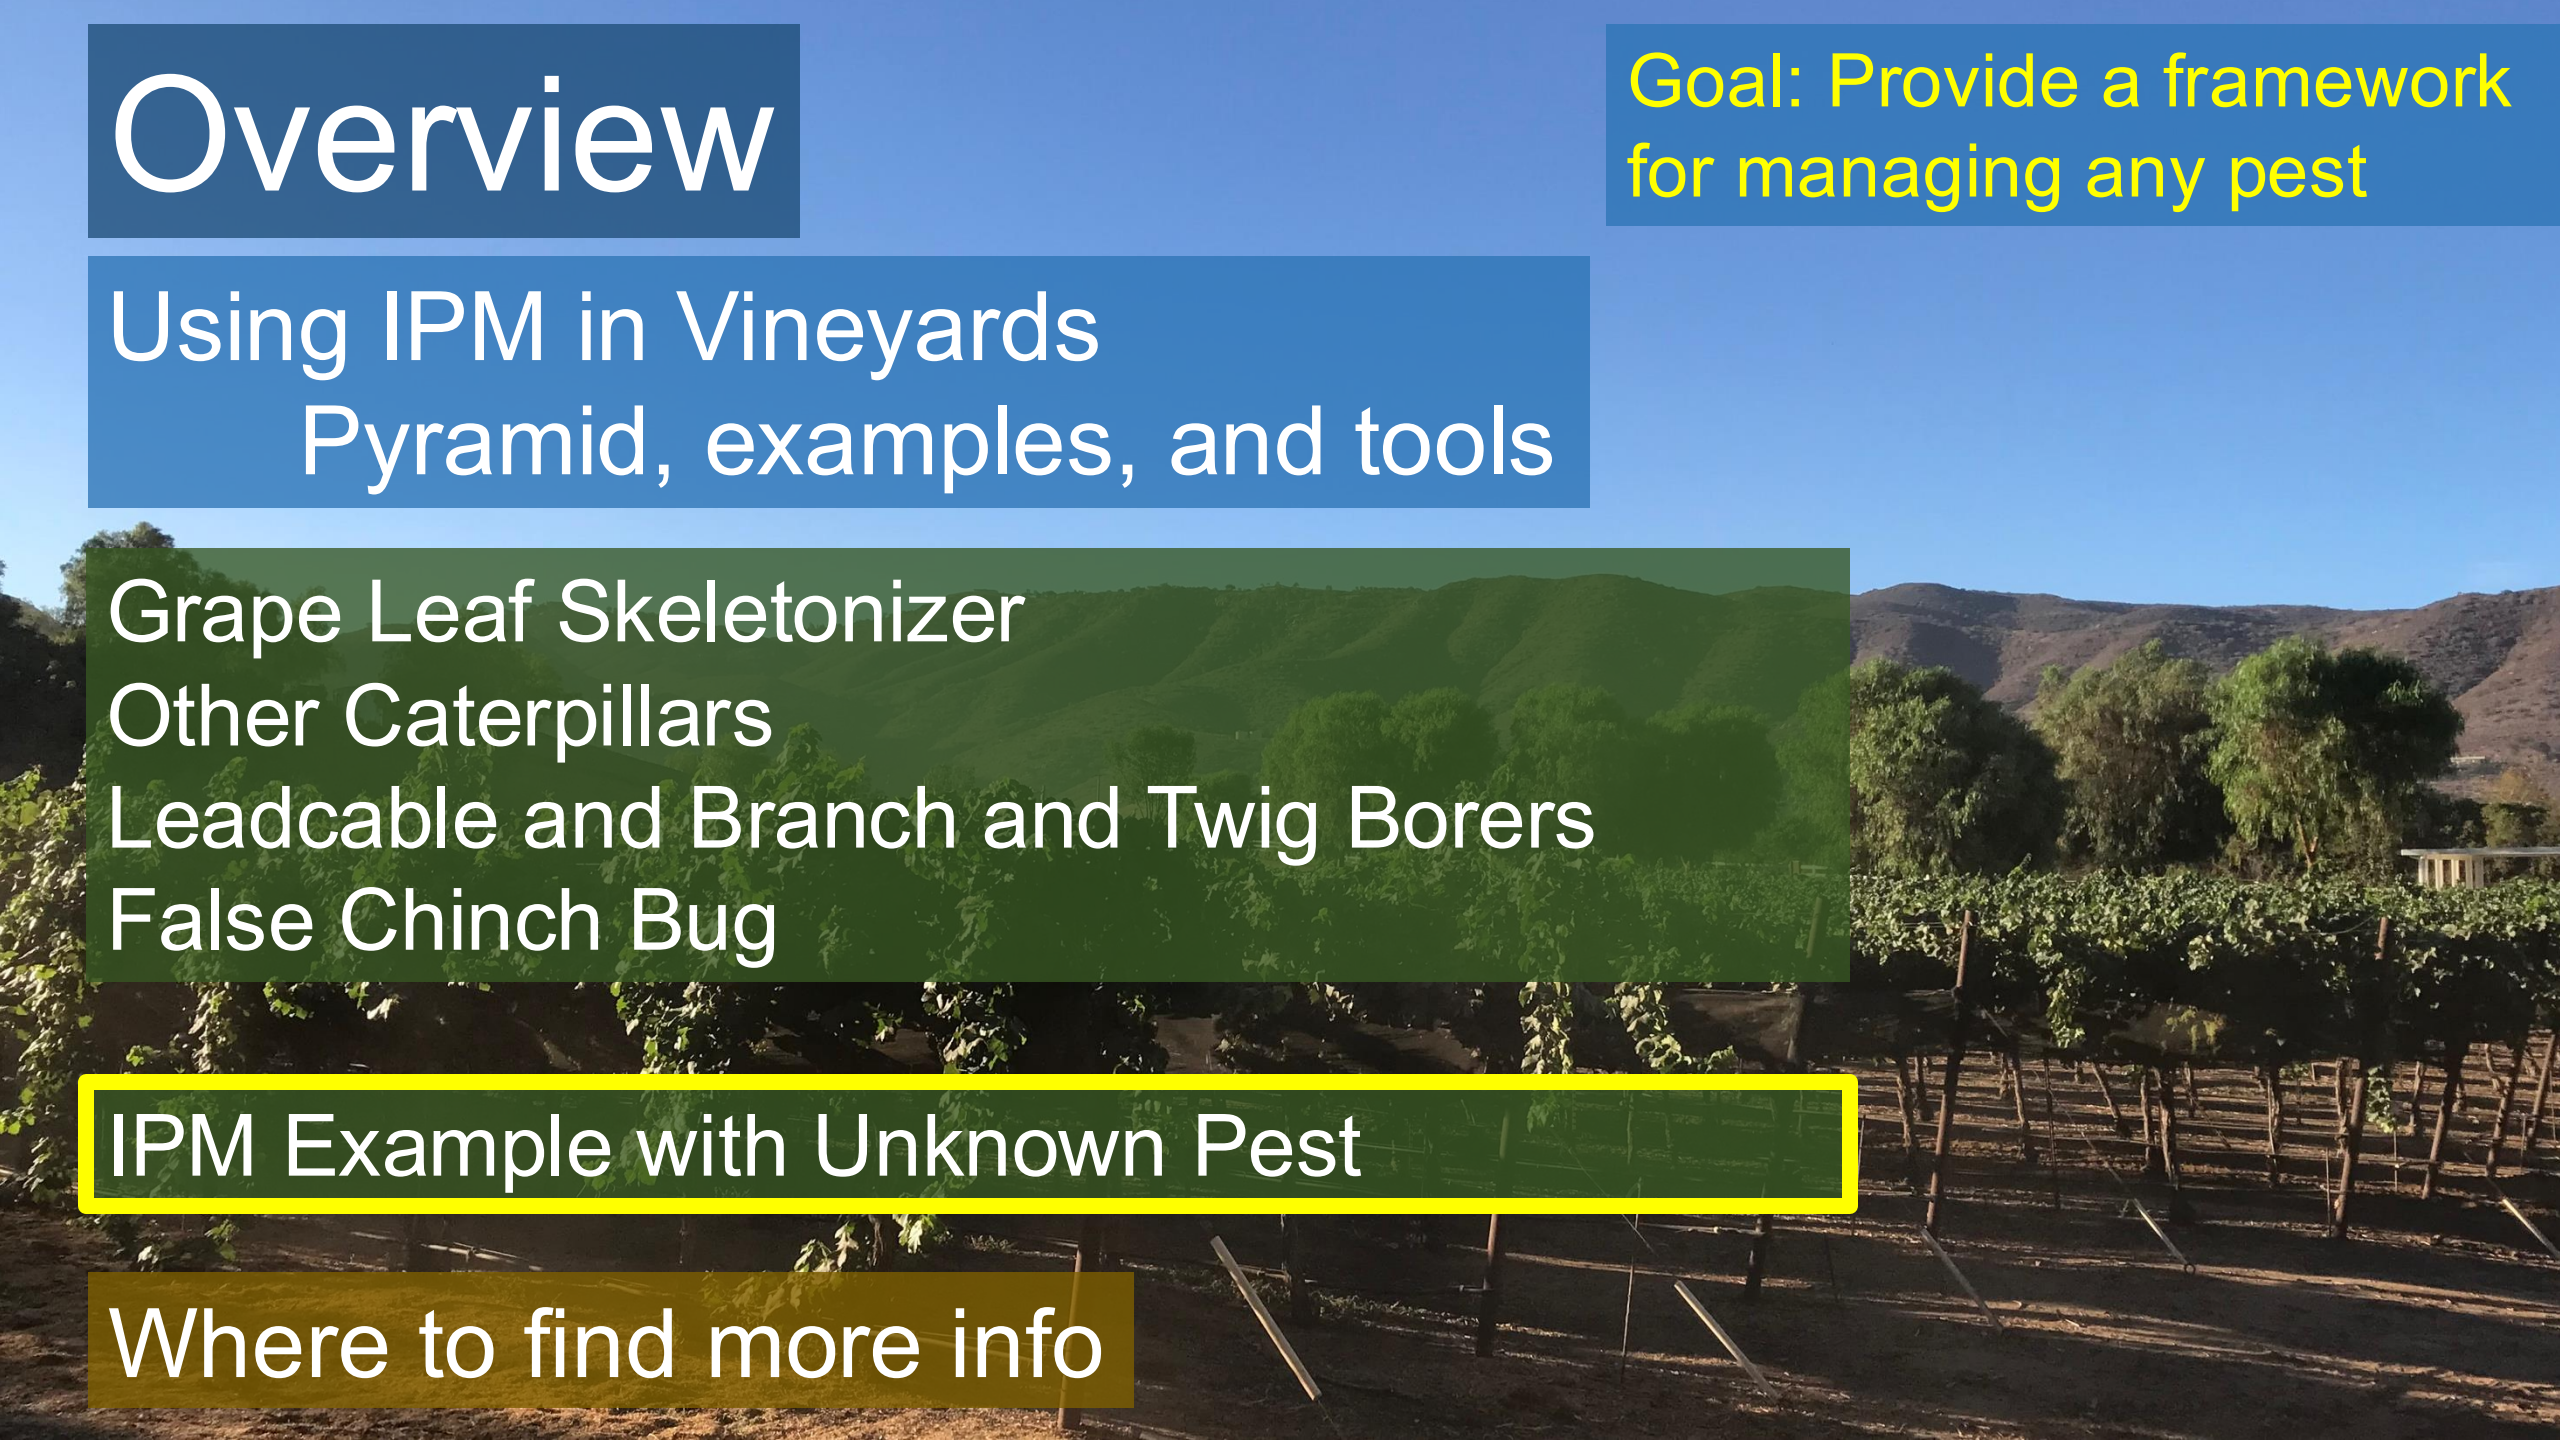 Overview
Goal: Provide a framework
for managing any pest
Using IPM in Vineyards
Pyramid, examples, and tools
Grape Leaf Skeletonizer
Other Caterpillars
Leadcable and Branch and Twig Borers
False Chinch Bug
IPM Example with Unknown Pest
Where to find more info